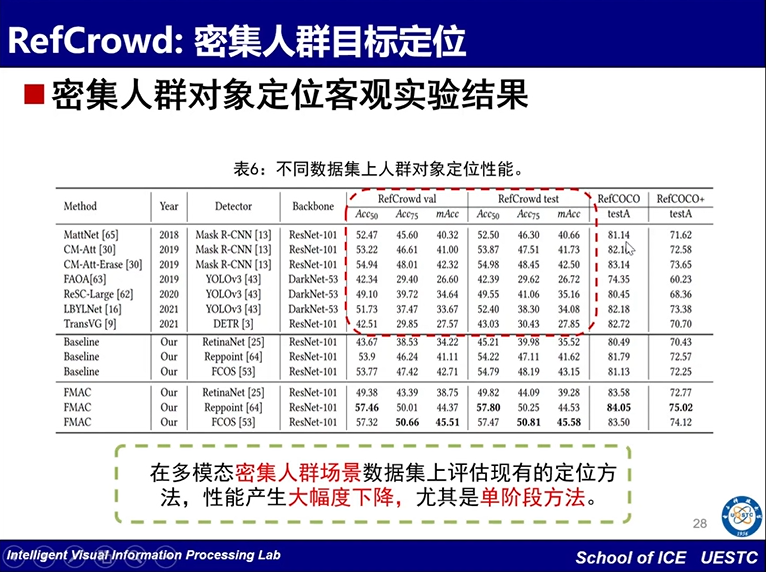 RefCrowd: 密集人群目标定位
密集人群对象定位客观实验结果
表6：不同数据集上人群对象定位性能。
Method Year Detector Backbone RefCrowd val RefCrowd test RefCOCO RefCOCO+
Acc50 Acc75 mAcc Acc50 Acc75 mAcc testA testA
MattNet [65] 2018 Mask R-CNN [13] ResNet-101 52.47 45.60 40.32 52.50 46.30 40.66 81.14 71.62
CM-Att [30] 2019 Mask R-CNN [13] ResNet-101 53.22 46.61 41.00 53.87 47.51 41.73 72.58
CM-Att-Erase [30] 2019 Mask R-CNN [13] ResNet-101 54.94 48.01 42.32 54.98 48.45 42.50 83.14 73.65
FAOA[63] 2019 YOLOv3 [43] DarkNet-53 42.34 29.40 26.60 42.39 29.62 26.72 74.35 60.23
ReSC-Large [62] 2020 YOLOv3 [43] DarkNet-53 49.10 39.72 34.64 49.55 41.06 35.16 80.45 68.36
LBYLNet [16] 2021 YOLOv3 [43] DarkNet-53 51.73 37.47 33.67 52.40 38.30 34.08 82.18 73.38
TransVG [9] 2021 DETR [3] ResNet-101 42.51 29.85 27.57 43.03 30.43 27.85 82.72 70.70
Baseline Our RetinaNet [25] ResNet-101 43.67 38.53 34.22 45.21 39.98 35.52 80.49 70.43
Baseline Our Reppoint [64] ResNet-101 53.9 46.24 41.11 54.22 47.11 41.62 81.79 72.57
Baseline Our FCOS [53] ResNet-101 53.77 47.42 42.71 54.79 48.19 43.15 81.13 72.25
FMAC Our RetinaNet [25] ResNet-101 49.38 43.39 38.75 49.82 44.09 39.28 83.58 72.77
FMAC Our Reppoint [64] ResNet-101 57.46 50.01 44.37 57.80 50.25 44.53 84.05 75.02
FMAC Our FCOS [53] ResNet-101 57.32 50.66 45.51 57.47 50.81 45.58 83.50 74.12
在多模态密集人群场景数据集上评估现有的定位方
法，性能产生大幅度下降，尤其是单阶段方法。
28
UESTC
1956
Intelligent Visual Information Processing Lab
School of ICE UESTC